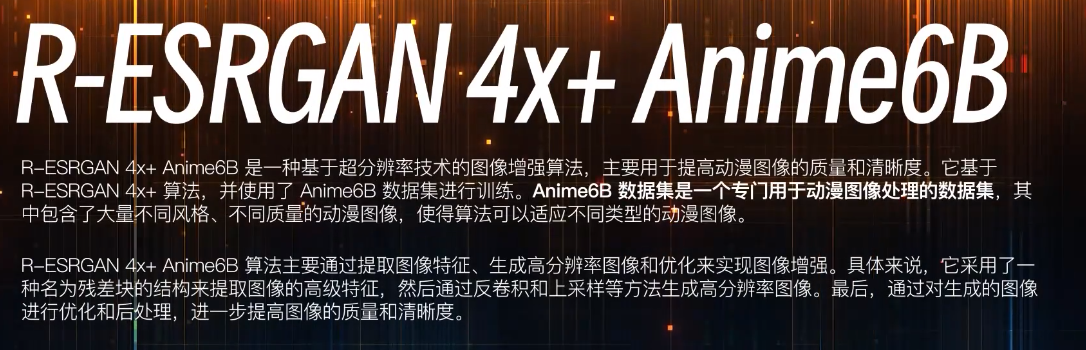 R-ESRGAN 4x+ Anime6B
R-ESRGAN 4x+ Anime6B 是一种基于超分辨率技术的图像增强算法，主要用于提高动漫图像的质量和清晰度。它基于
R-ESRGAN 4x+ 算法，并使用了 Anime6B 数据集进行训练。Anime6B 数据集是一个专门用于动漫图像处理的数据集，其
中包含了大量不同风格、不同质量的动漫图像，使得算法可以适应不同类型的动漫图像。
R-ESRGAN 4x+ Anime6B 算法主要通过提取图像特征、生成高分辨率图像和优化来实现图像增强。具体来说，它采用了一
种名为残差块的结构来提取图像的高级特征，然后通过反卷积和上采样等方法生成高分辨率图像。最后，通过对生成的图像
进行优化和后处理，进一步提高图像的质量和清晰度。